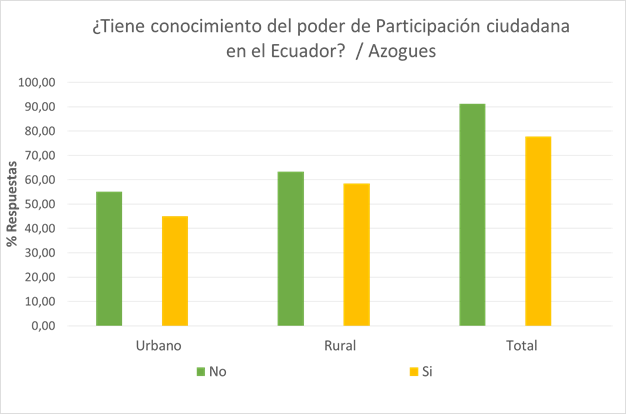 ¿Tiene conocimiento del poder de Participación ciudadana
en el Ecuador?  / Azogues
% Respuestas
100,00
90,00
80,00
70,00
60,00
50,00
40,00
30,00
20,00
10,00
0,00
Urbano Rural Total
No Si